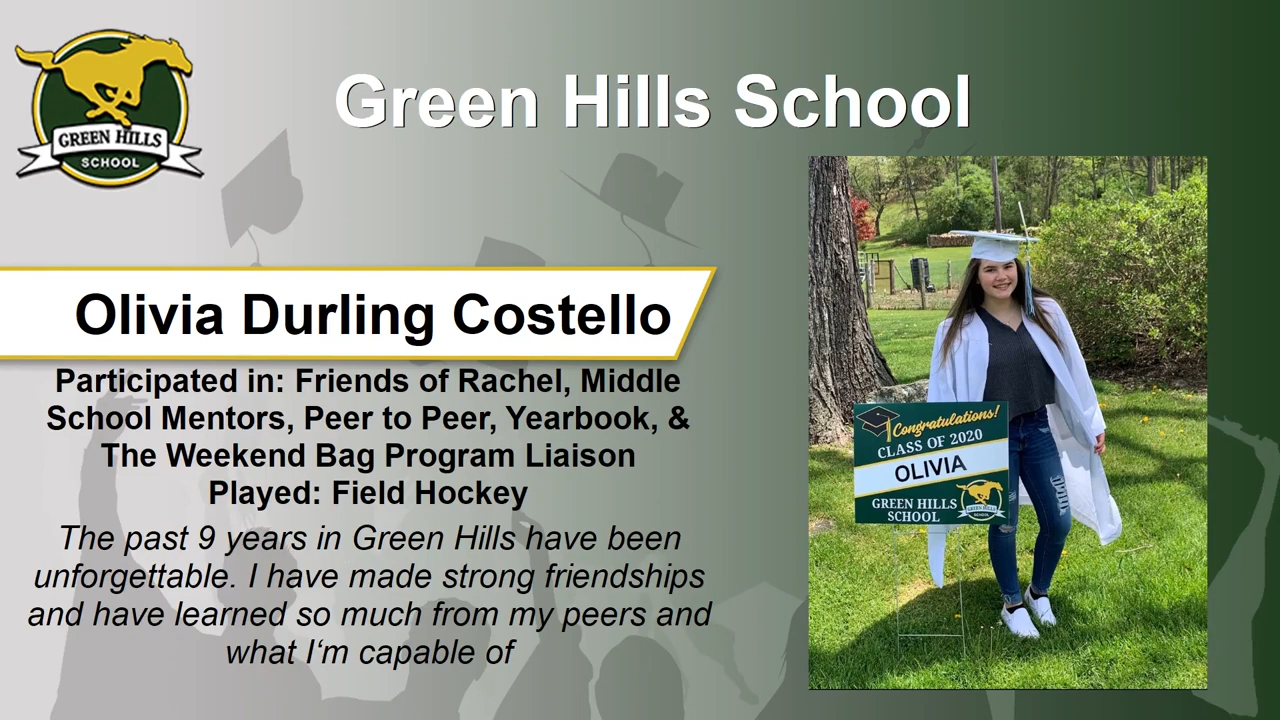 GREEN HILLS
SCHOOL
Green Hills School
Olivia Durling Costello
Participated in: Friends of Rachel, Middle
School Mentors, Peer to Peer, Yearbook, &
The Weekend Bag Program Liaison
Played: Field Hockey
The past 9 years in Green Hills have been
unforgettable. I have made strong friendships
and have learned so much from my peers and
what I‘m capable of
Congratulations!
CLASS OF 2020
OLIVIA
GREEN HILLS
SCHOOL
GREEN HILLS
SCHOOL